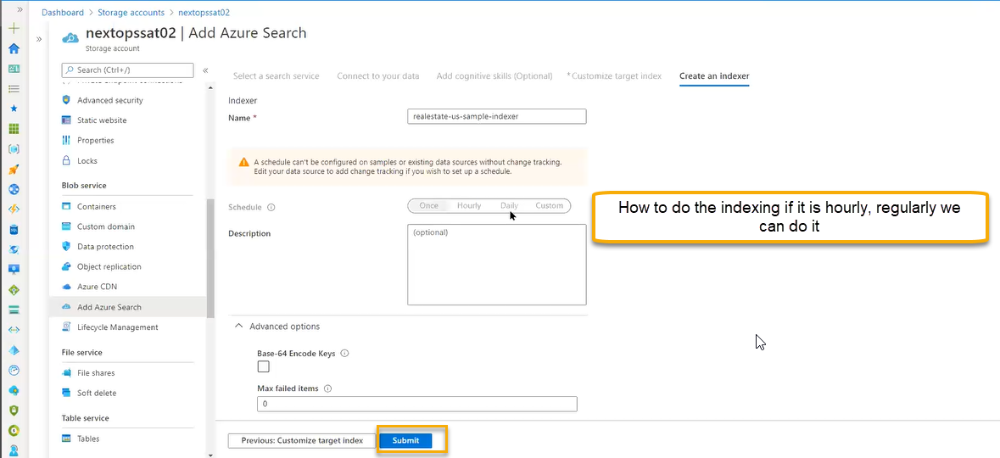 Dashboard > Storage accounts > nextopssat02
nextopssat02 | Add Azure Search
Storage account
Search (Ctrl+/)
Advanced security
Static website
Properties
Locks
Blob service
Containers
Custom domain
Data protection
Object replication
Azure CDN
Add Azure Search
Lifecycle Management
File service
File shares
Soft delete
Table service
Tables
Select a search service Connect to your data Add cognitive skills (Optional) * Customize target index Create an indexer
Indexer
Name * realestate-us-sample-indexer
A schedule can't be configured on samples or existing data sources without change tracking.
Edit your data source to add change tracking if you wish to set up a schedule.
Schedule Once Hourly Daily Custom
Description (optional)
Advanced options
Base-64 Encode Keys
Max failed items
0
Previous: Customize target index Submit
How to do the indexing if it is hourly, regularly we
can do it